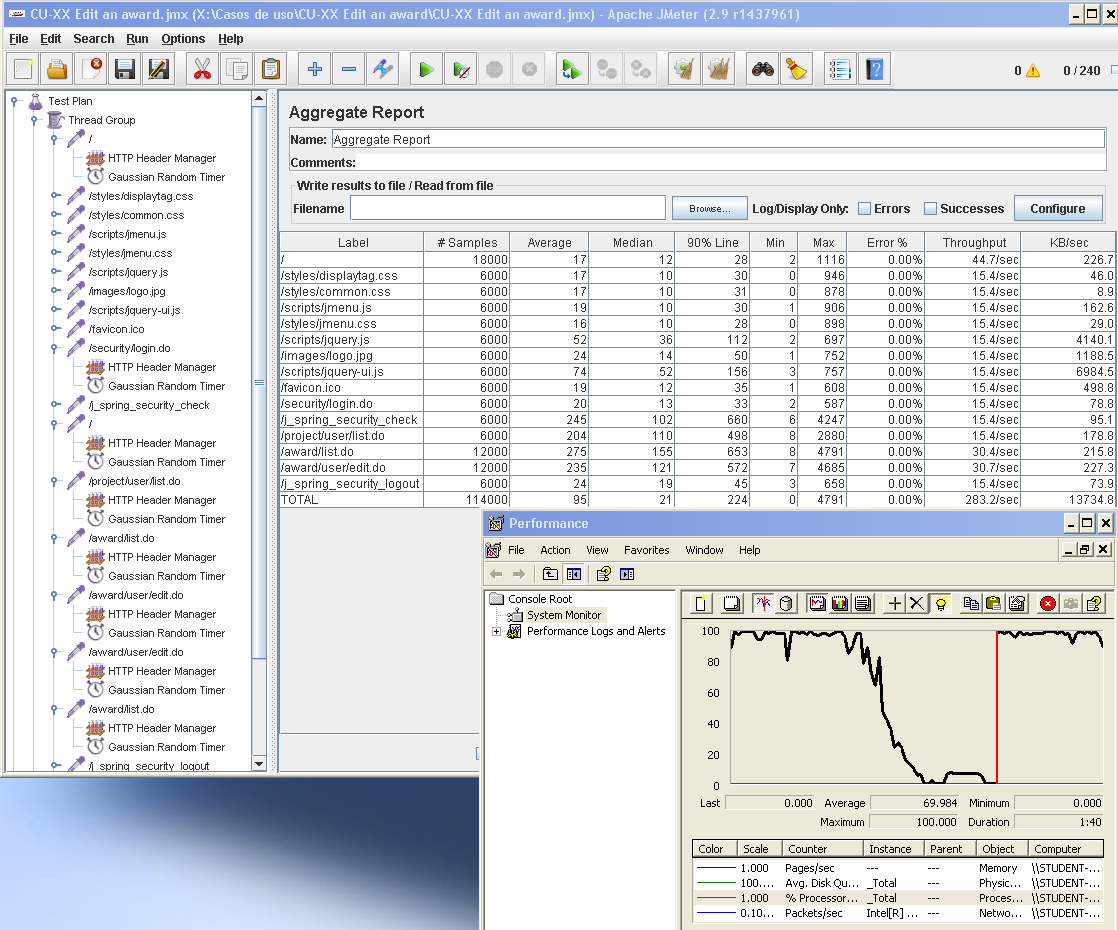 CU-XX Edit an award.jmx (X:\Casos de uso\CU-XX Edit an award\CU-XX Edit an award.jmx) - Apache JMeter (2.9 r1437961)
File Edit Search Run Options Help
0 0 / 240
Test Plan
Thread Group
/
HTTP Header Manager
Gaussian Random Timer
/styles/displaytag.css
/styles/common.css
/scripts/jmenu.js
/styles/jmenu.css
/scripts/jquery.js
/images/logo.jpg
/scripts/jquery-ui.js
/favicon.ico
/security/login.do
HTTP Header Manager
Gaussian Random Timer
/j_spring_security_check
/
HTTP Header Manager
Gaussian Random Timer
/project/user/list.do
HTTP Header Manager
Gaussian Random Timer
/award/list.do
HTTP Header Manager
Gaussian Random Timer
/award/user/edit.do
HTTP Header Manager
Gaussian Random Timer
/award/user/edit.do
HTTP Header Manager
Gaussian Random Timer
/award/list.do
HTTP Header Manager
Gaussian Random Timer
/j_spring_security_logout
Aggregate Report
Name: Aggregate Report
Comments:
Write results to file / Read from file
Filename Browse... Log/Display Only: Errors Successes Configure
Label # Samples Average Median 90% Line Min Max Error % Throughput KB/sec
/ 18000 17 12 28 2 1116 0.00% 44.7/sec 226.7
/styles/displaytag.css 6000 17 10 30 0 946 0.00% 15.4/sec 46.0
/styles/common.css 6000 17 10 31 0 878 0.00% 15.4/sec 8.9
/scripts/jmenu.js 6000 19 10 30 1 906 0.00% 15.4/sec 162.6
/styles/jmenu.css 6000 16 10 28 0 898 0.00% 15.4/sec 29.0
/scripts/jquery.js 6000 52 36 112 2 697 0.00% 15.4/sec 4140.1
/images/logo.jpg 6000 24 14 50 1 752 0.00% 15.4/sec 1188.5
/scripts/jquery-ui.js 6000 74 52 156 3 757 0.00% 15.4/sec 6984.5
/favicon.ico 6000 19 12 35 1 608 0.00% 15.4/sec 498.8
/security/login.do 6000 20 13 33 2 587 0.00% 15.4/sec 78.8
/j_spring_security_check 6000 245 102 660 6 4247 0.00% 15.4/sec 95.1
/project/user/list.do 6000 204 110 498 8 2880 0.00% 15.4/sec 178.8
/award/list.do 12000 275 155 653 8 4791 0.00% 30.4/sec 215.8
/award/user/edit.do 12000 235 121 572 7 4685 0.00% 30.7/sec 227.3
/j_spring_security_logout 6000 24 19 45 3 658 0.00% 15.4/sec 73.9
TOTAL 114000 95 21 224 0 4791 0.00% 283.2/sec 13734.8
Performance
File Action View Favorites Window Help
Console Root
System Monitor
Performance Logs and Alerts
100
80
60
40
20
0
Last 0.000 Average 69.984 Minimum 0.000
Maximum 100.000 Duration 1:40
Color Scale Counter Instance Parent Object Computer
1.000 Pages/sec --- --- Memory \\STUDENT-...
100.... Avg. Disk Qu... _Total --- Physic... \\STUDENT-...
1.000 % Processor... _Total --- Proces... \\STUDENT-...
0.10... Packets/sec Intel[R] ... --- Netwo... \\STUDENT-...